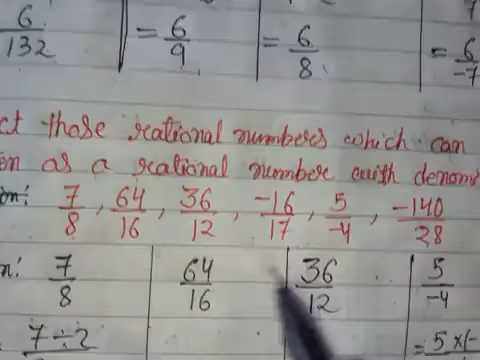 6/132 = 6/9 = 6/8 = 6/-7
ct those rational numbers which can
en as a rational number with denomi
on: 7/8, 64/16, 36/12, -16/17, 5/-4, -140/28
n: 7/8 64/16 36/12 5/-4
7÷2 = 5×(-